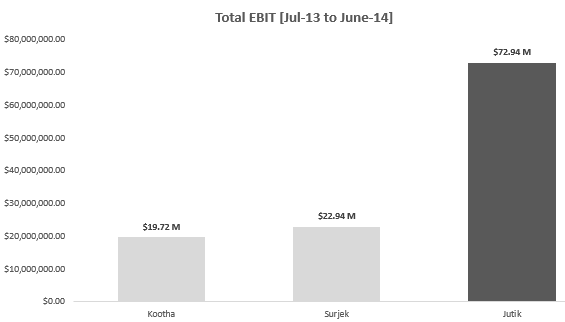 Total EBIT [Jul-13 to June-14]
$80,000,000.00
$70,000,000.00
$60,000,000.00
$50,000,000.00
$40,000,000.00
$30,000,000.00
$20,000,000.00
$10,000,000.00
$0.00
$19.72 M
$22.94 M
$72.94 M
Kootha
Surjek
Jutik